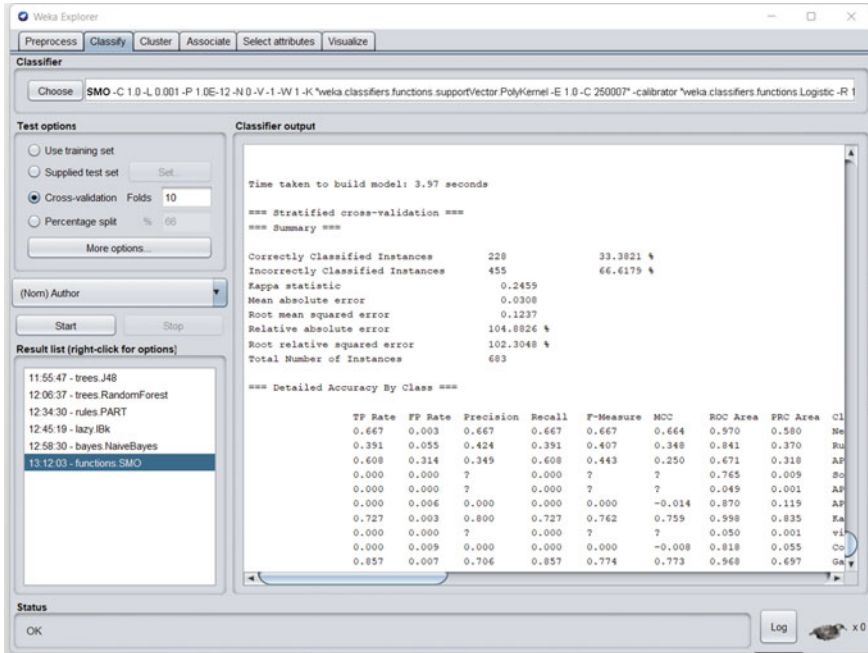 Weka Explorer
Preprocess Classify Cluster Associate Select attributes Visualize
Classifier
Choose SMO -C 1.0 -L 0.001 -P 1.0E-12 -N 0 -V -1 -W 1 -K "weka.classifiers.functions.supportVector.PolyKernel -E 1.0 -C 250007" -calibrator "weka.classifiers.functions.Logistic -R 1
Test options
Use training set
Supplied test set Set...
Cross-validation Folds 10
Percentage split % 66
More options...
(Nom) Author
Start Stop
Result list (right-click for options)
11:55:47 - trees.J48
12:06:37 - trees.RandomForest
12:34:30 - rules.PART
12:45:19 - lazy.IBk
12:58:30 - bayes.NaiveBayes
13:12:03 - functions.SMO
Classifier output
Time taken to build model: 3.97 seconds
=== Stratified cross-validation ===
=== Summary ===
Correctly Classified Instances 228 33.3821 %
Incorrectly Classified Instances 455 66.6179 %
Kappa statistic 0.2459
Mean absolute error 0.0308
Root mean squared error 0.1237
Relative absolute error 104.8826 %
Root relative squared error 102.3048 %
Total Number of Instances 683
=== Detailed Accuracy By Class ===
TP Rate FP Rate Precision Recall F-Measure MCC ROC Area PRC Area Cl
0.667 0.003 0.667 0.667 0.667 0.664 0.970 0.580 Ne
0.391 0.055 0.424 0.391 0.407 0.348 0.841 0.370 Ru
0.608 0.314 0.349 0.608 0.443 0.250 0.671 0.318 AP
0.000 0.000 ? 0.000 ? ? 0.765 0.009 So
0.000 0.000 ? 0.000 ? ? 0.049 0.001 AP
0.000 0.006 0.000 0.000 0.000 -0.014 0.870 0.119 AP
0.727 0.003 0.800 0.727 0.762 0.759 0.998 0.835 Ka
0.000 0.000 ? 0.000 ? ? 0.050 0.001 vi
0.000 0.009 0.000 0.000 0.000 -0.008 0.818 0.055 Co
0.857 0.007 0.706 0.857 0.774 0.773 0.968 0.697 Ga
Status
OK
Log x 0